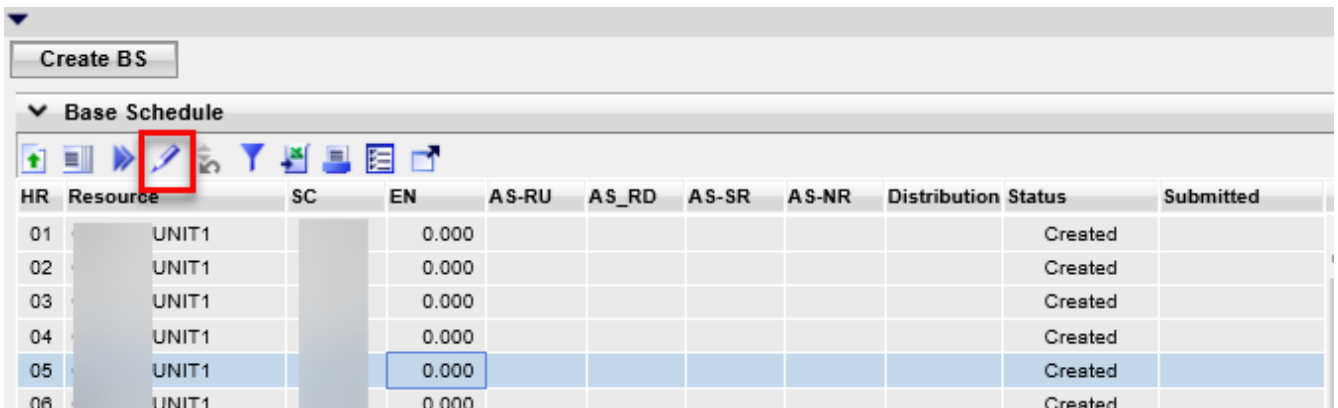 Create BS
Base Schedule
HR Resource SC EN AS-RU AS_RD AS-SR AS-NR Distribution Status Submitted
01 UNIT1 0.000 Created
02 UNIT1 0.000 Created
03 UNIT1 0.000 Created
04 UNIT1 0.000 Created
05 UNIT1 0.000 Created
06 UNIT1 0.000 Created